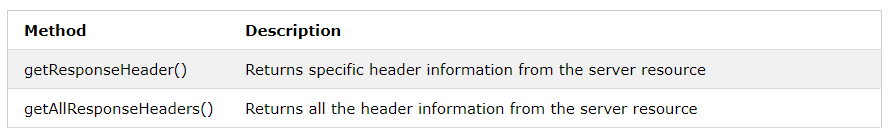 Method Description
getResponseHeader() Returns specific header information from the server resource
getAllResponseHeaders() Returns all the header information from the server resource